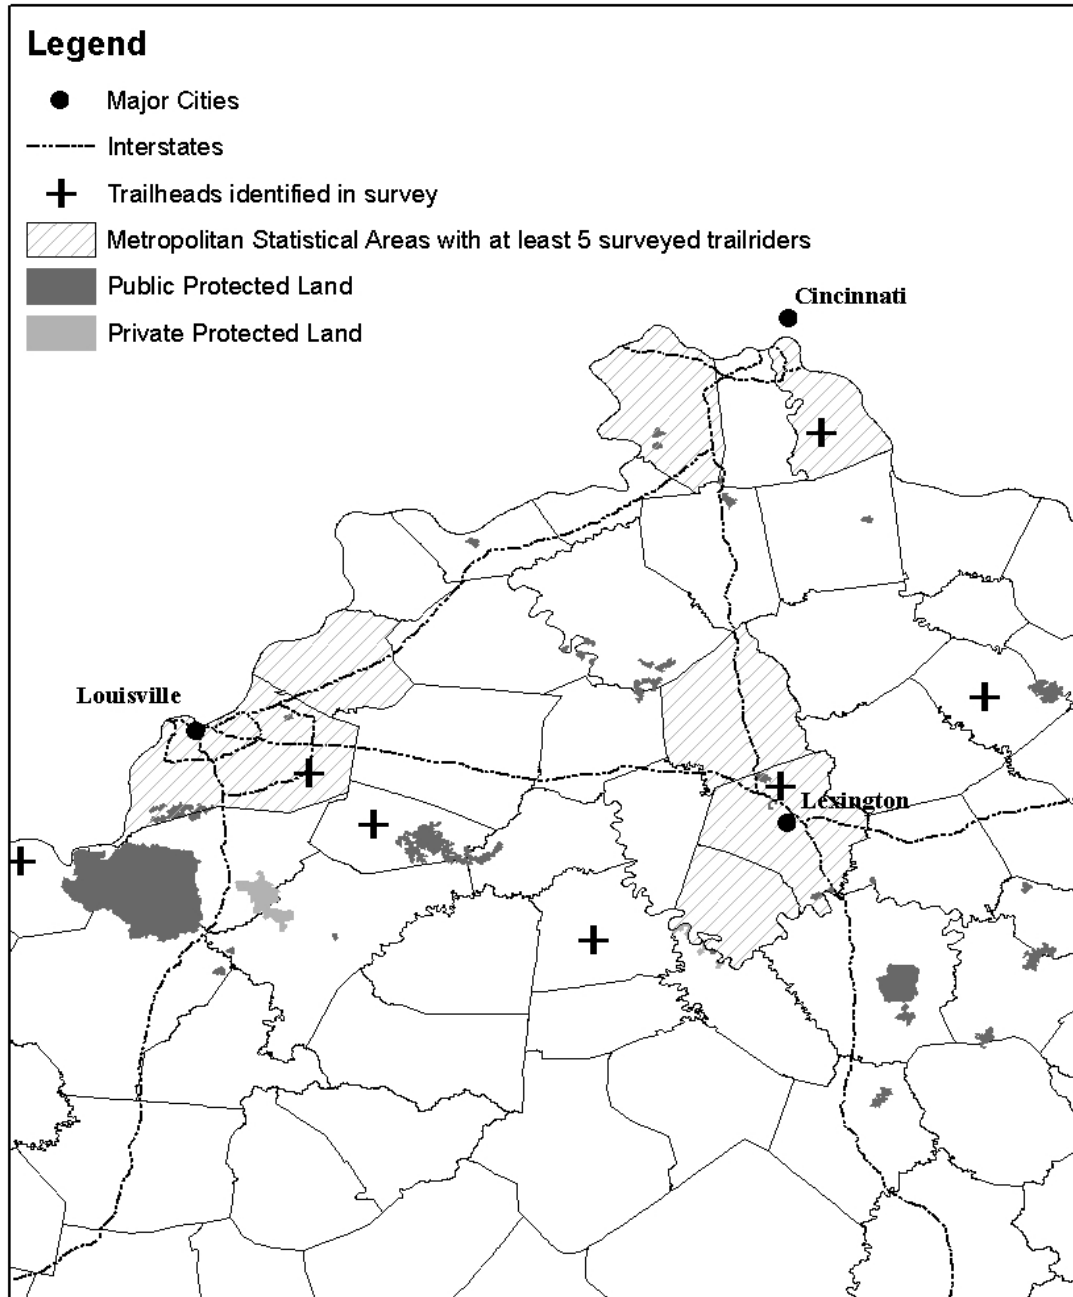 Legend
Major Cities
Interstates
Trailheads identified in survey
Metropolitan Statistical Areas with at least 5 surveyed trailriders
Public Protected Land
Private Protected Land
Cincinnati
Louisville
Lexington